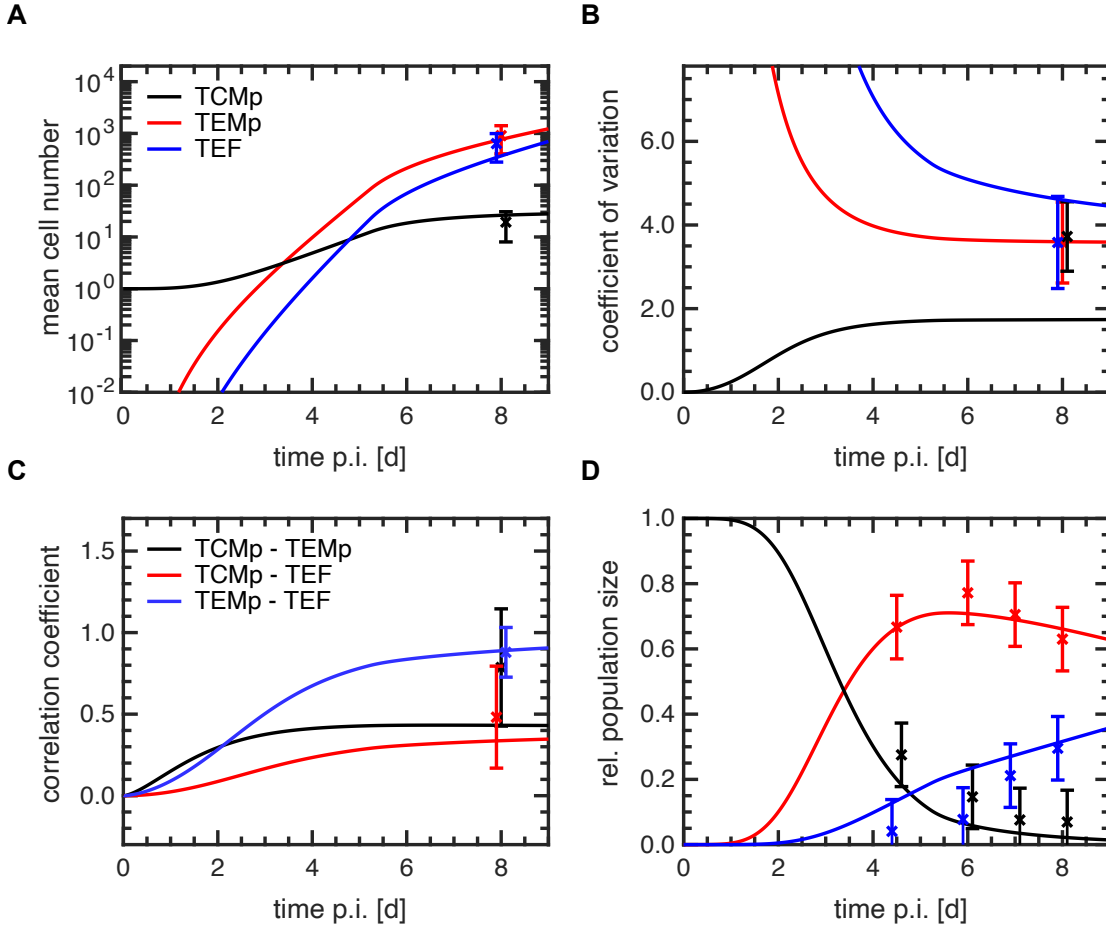 A
mean cell number
10^4
10^3
10^2
10^1
10^0
10^-1
10^-2
TCMp
TEMp
TEF
0 2 4 6 8
time p.i. [d]
B
coefficient of variation
6.0
4.0
2.0
0.0
0 2 4 6 8
time p.i. [d]
C
correlation coefficient
1.5
1.0
0.5
0.0
TCMp - TEMp
TCMp - TEF
TEMp - TEF
0 2 4 6 8
time p.i. [d]
D
rel. population size
1.0
0.8
0.6
0.4
0.2
0.0
0 2 4 6 8
time p.i. [d]